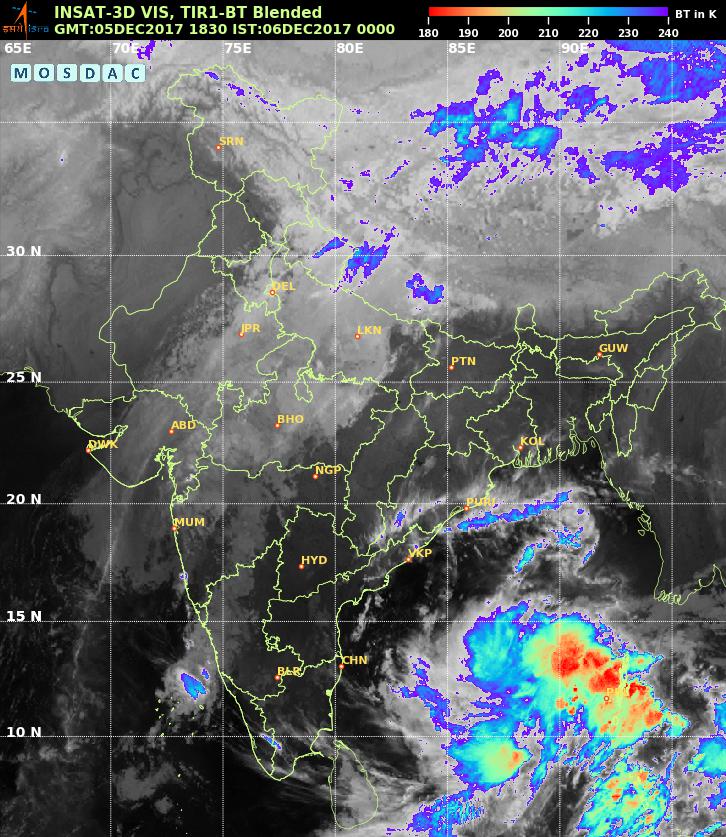 INSAT-3D VIS, TIR1-BT Blended
GMT:05DEC2017 1830 IST:06DEC2017 0000
BT in K
180 190 200 210 220 230 240
65E 70E 75E 80E 85E 90E
MOSDAC
SRN
30 N
DEL
JPR LKN
GUW
PTN
25 N
ABD BHO
DWK KOL
NGP
20 N PURI
MUM
VKP
HYD
15 N
CHN
BLR
10 N